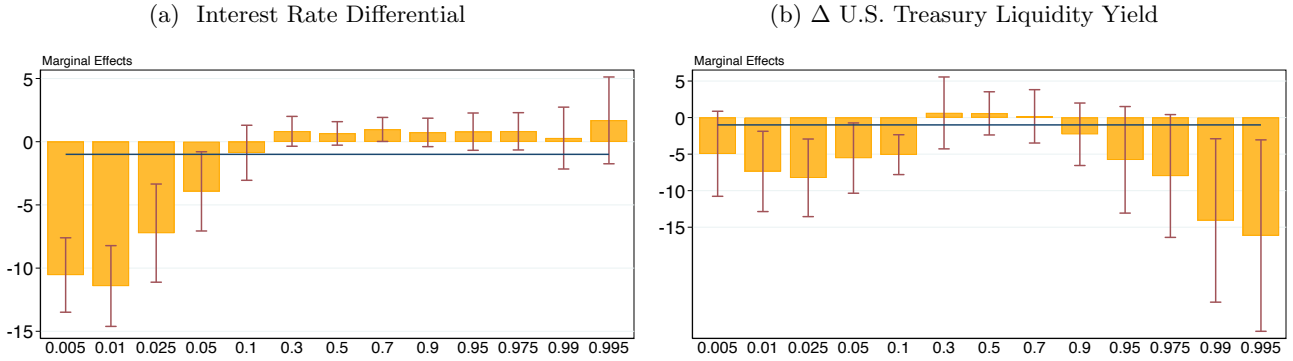 (a) Interest Rate Differential
Marginal Effects
5
0
-5
-10
-15
0.005 0.01 0.025 0.05 0.1 0.3 0.5 0.7 0.9 0.95 0.975 0.99 0.995
(b) Δ U.S. Treasury Liquidity Yield
Marginal Effects
5
0
-5
-10
-15
0.005 0.01 0.025 0.05 0.1 0.3 0.5 0.7 0.9 0.95 0.975 0.99 0.995